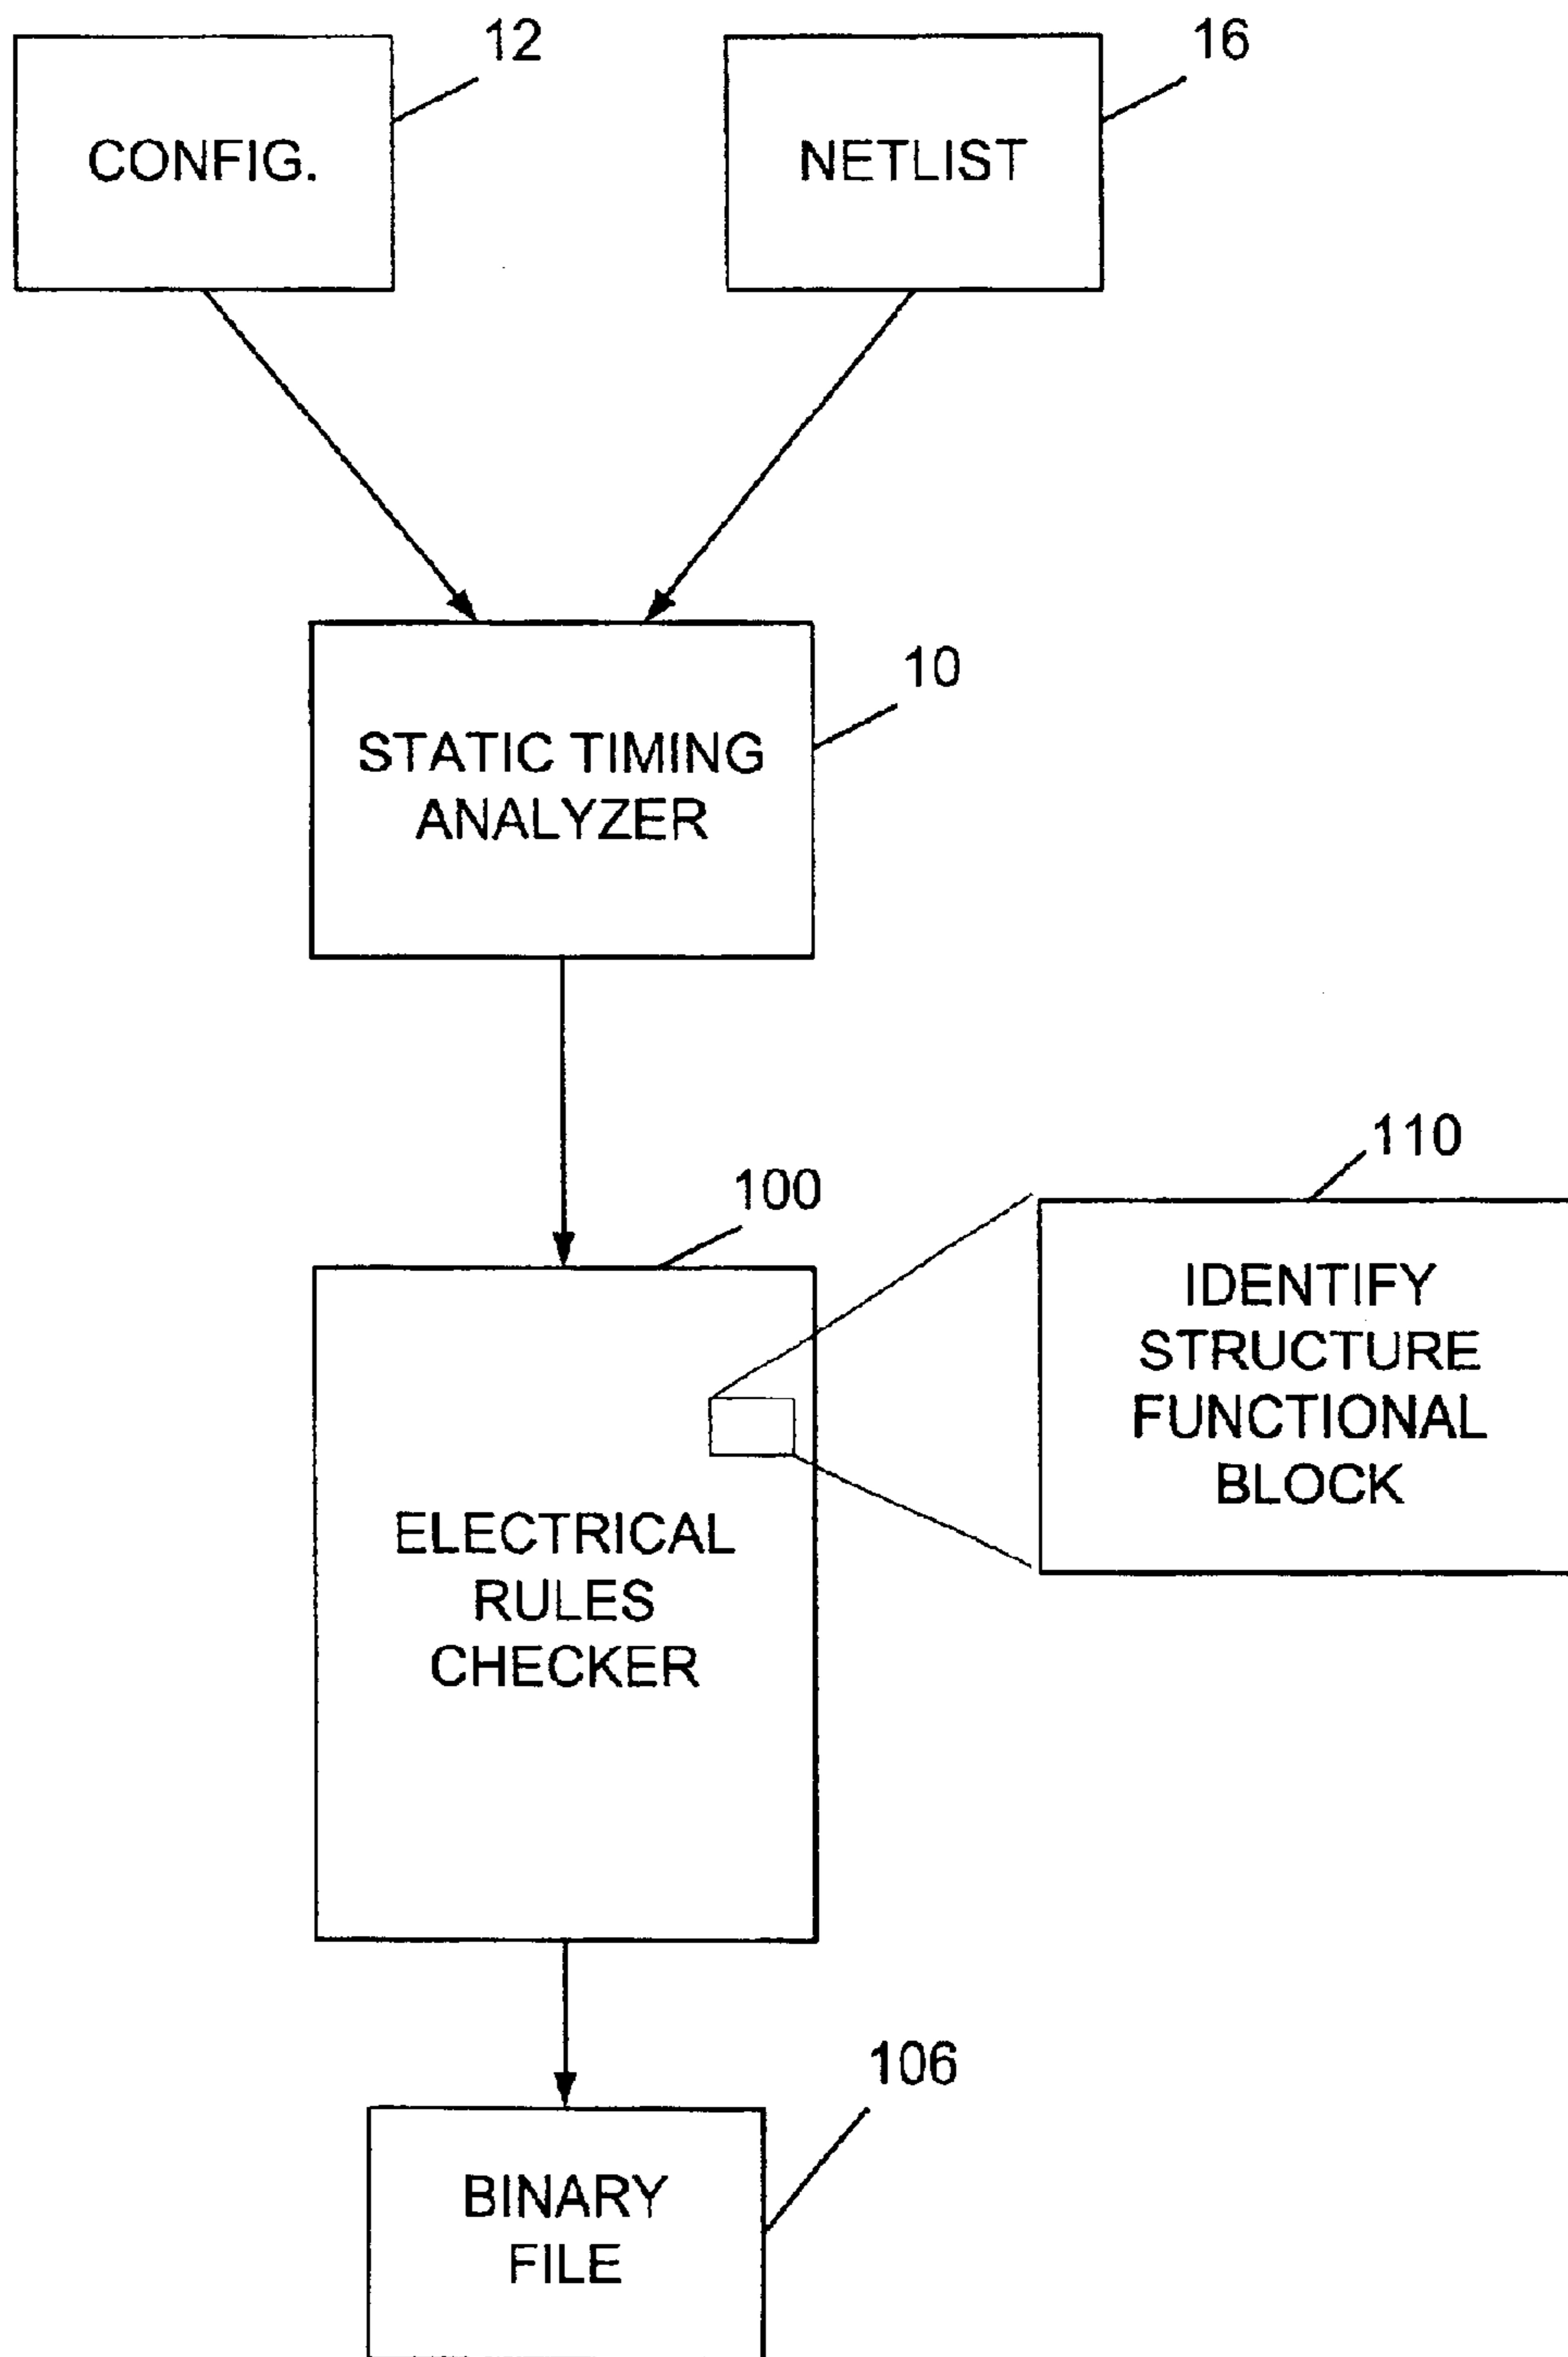 12
16
CONFIG.
NETLIST
10
STATIC TIMING
ANALYZER
110
100
IDENTIFY
STRUCTURE
FUNCTIONAL
BLOCK
ELECTRICAL
RULES
CHECKER
106
BINARY
FILE